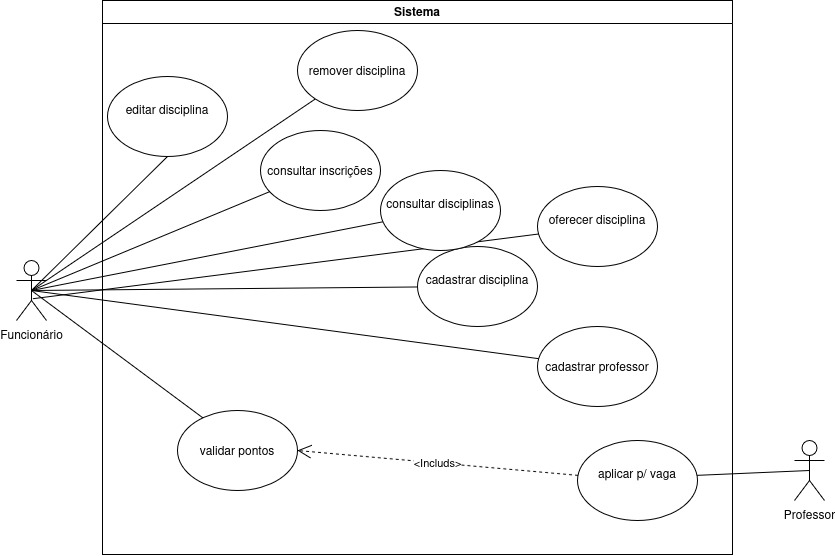 Sistema
remover disciplina
editar disciplina
consultar inscrições
consultar disciplinas
oferecer disciplina
cadastrar disciplina
Funcionário
cadastrar professor
validar pontos
<Includs>
aplicar p/ vaga
Professor